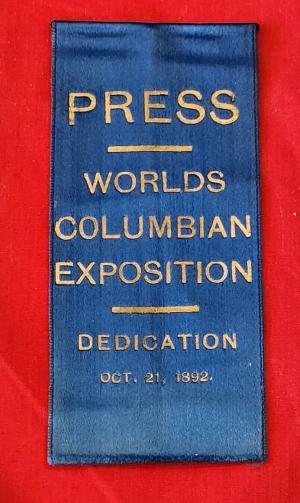 PRESS
WORLDS
COLUMBIAN
EXPOSITION
DEDICATION
OCT. 21, 1892.